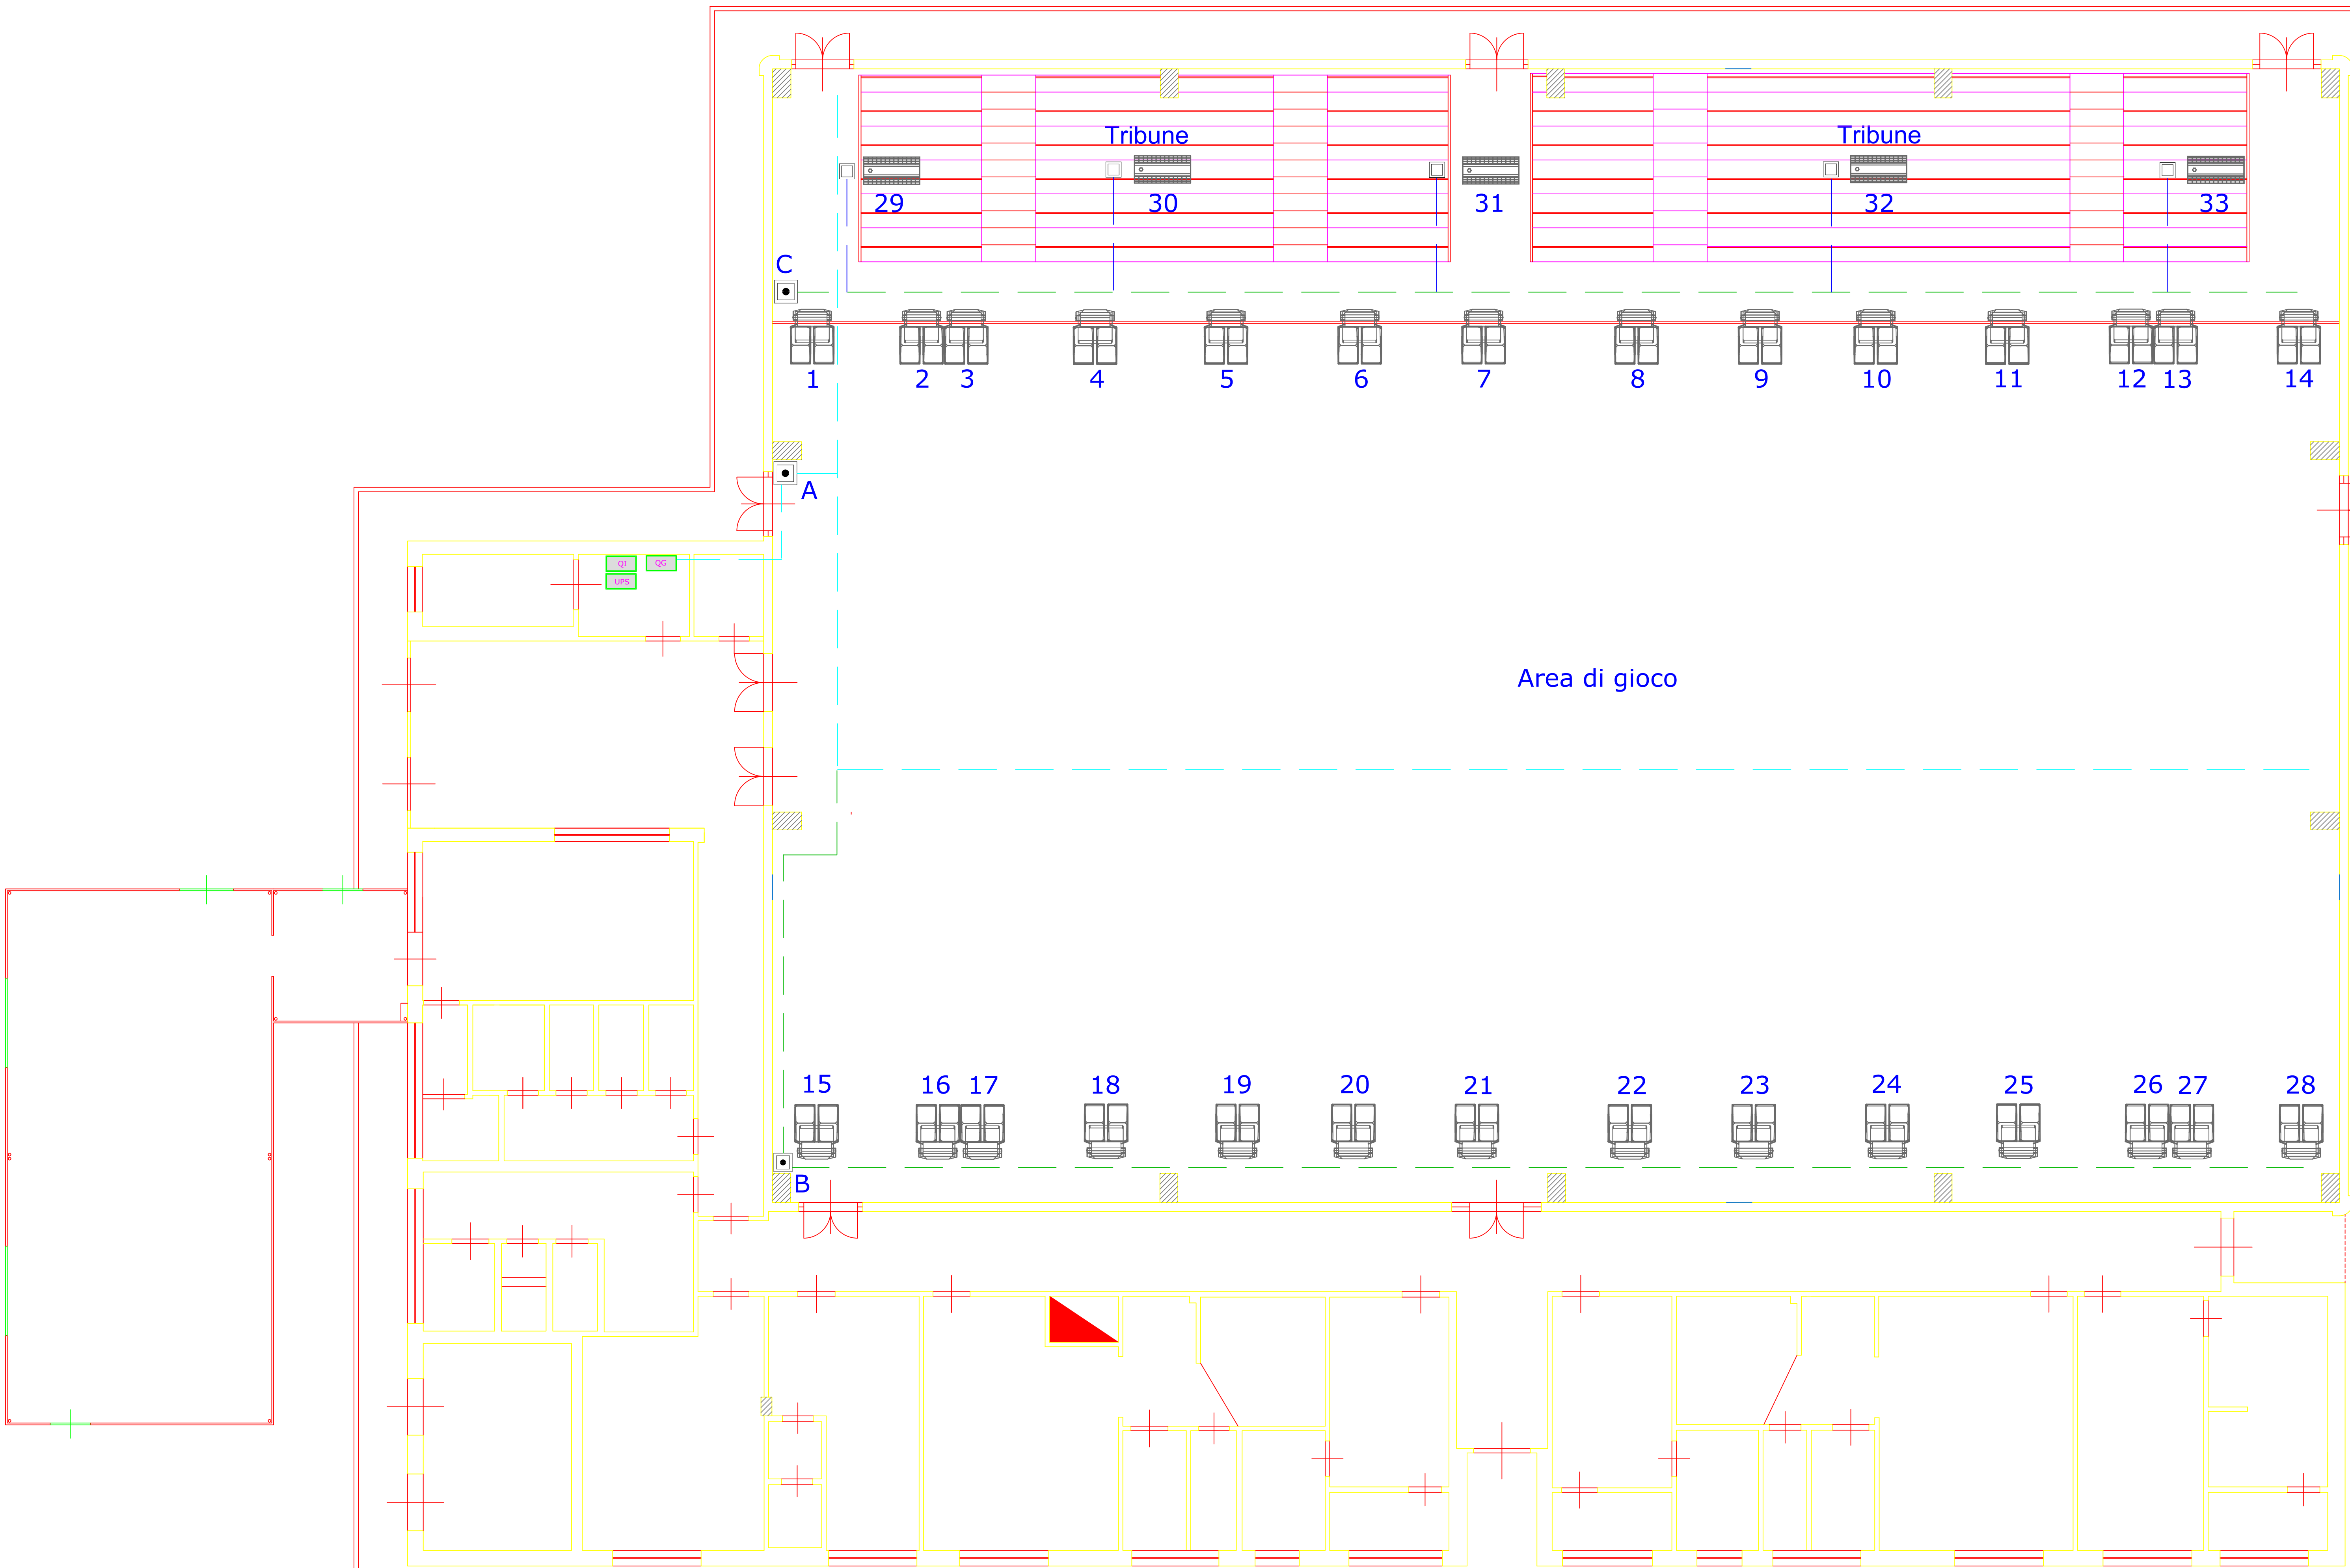 Tribune Tribune
29 30 31 32 33
C
1 2 3 4 5 6 7 8 9 10 11 12 13 14
A
QI QG
UPS
Area di gioco
15 16 17 18 19 20 21 22 23 24 25 26 27 28
B